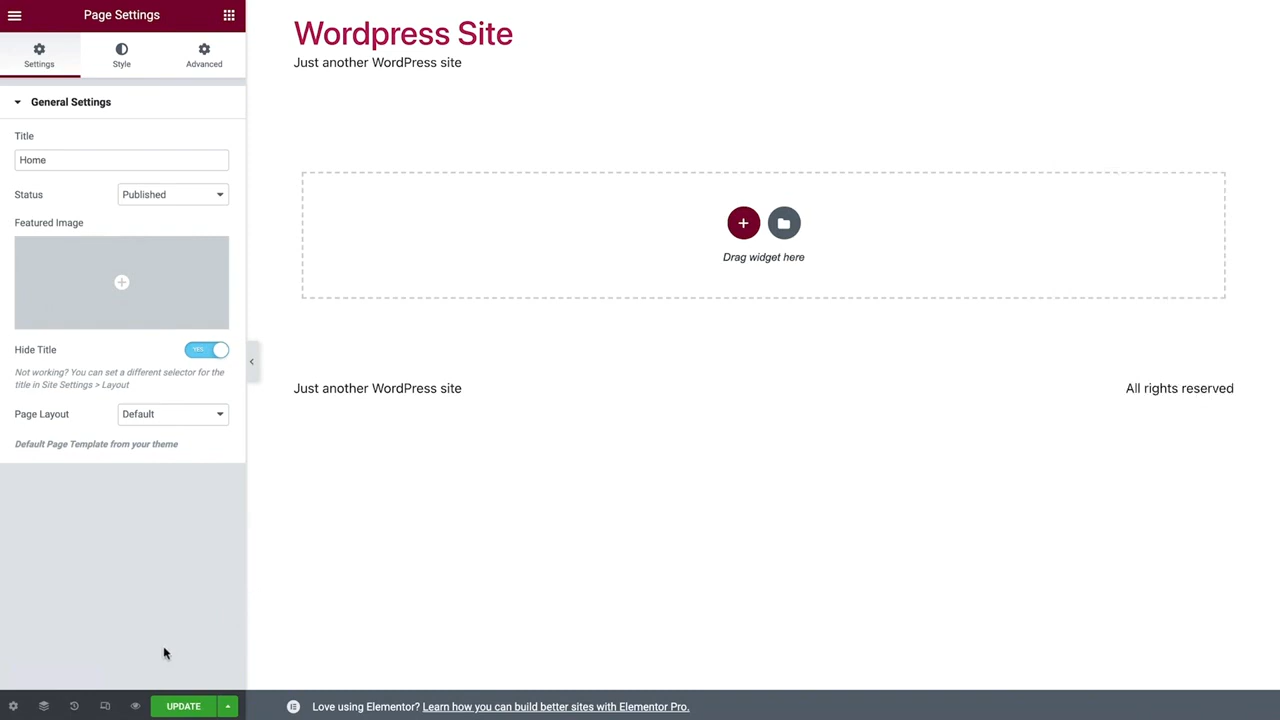 Page Settings
Settings
Style
Advanced
General Settings
Title
Home
Status
Published
Featured Image
Hide Title
YES
Not working? You can set a different selector for the
title in Site Settings > Layout
Page Layout
Default
Default Page Template from your theme
UPDATE
Wordpress Site
Just another WordPress site
Drag widget here
Just another WordPress site
All rights reserved
Love using Elementor? Learn how you can build better sites with Elementor Pro.